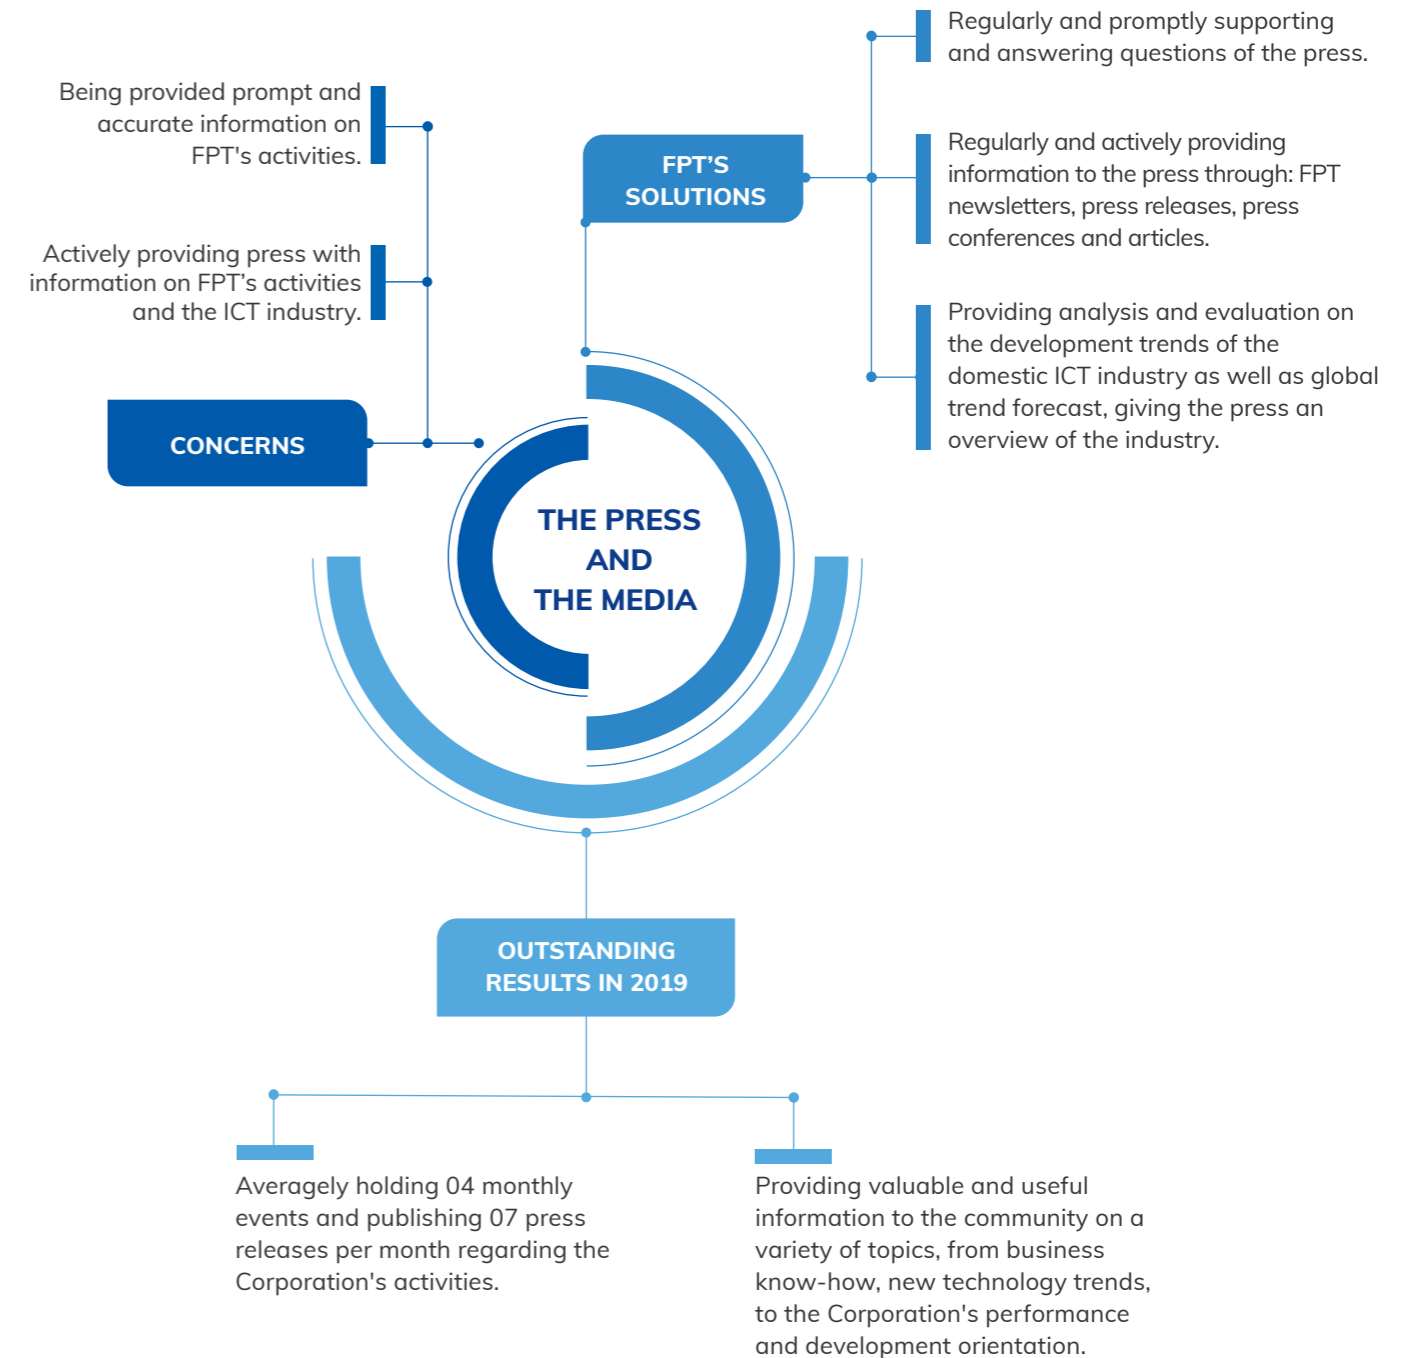 Being provided prompt and
accurate information on
FPT's activities.
Actively providing press with
information on FPT’s activities
and the ICT industry.
CONCERNS
FPT’S
SOLUTIONS
Regularly and promptly supporting
and answering questions of the press.
Regularly and actively providing
information to the press through: FPT
newsletters, press releases, press
conferences and articles.
Providing analysis and evaluation on
the development trends of the
domestic ICT industry as well as global
trend forecast, giving the press an
overview of the industry.
THE PRESS
AND
THE MEDIA
OUTSTANDING
RESULTS IN 2019
Averagely holding 04 monthly
events and publishing 07 press
releases per month regarding the
Corporation's activities.
Providing valuable and useful
information to the community on a
variety of topics, from business
know-how, new technology trends,
to the Corporation's performance
and development orientation.